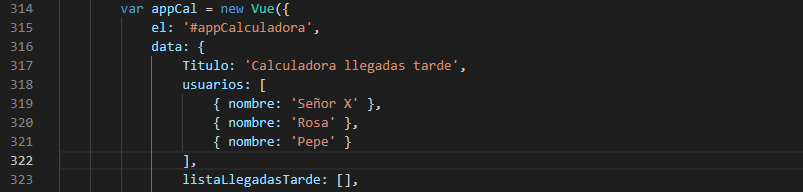 314 var appCal = new Vue({
315 el: '#appCalculadora',
316 data: {
317 Titulo: 'Calculadora llegadas tarde',
318 usuarios: [
319 { nombre: 'Señor X' },
320 { nombre: 'Rosa' },
321 { nombre: 'Pepe' }
322 ],
323 listaLlegadasTarde: [],